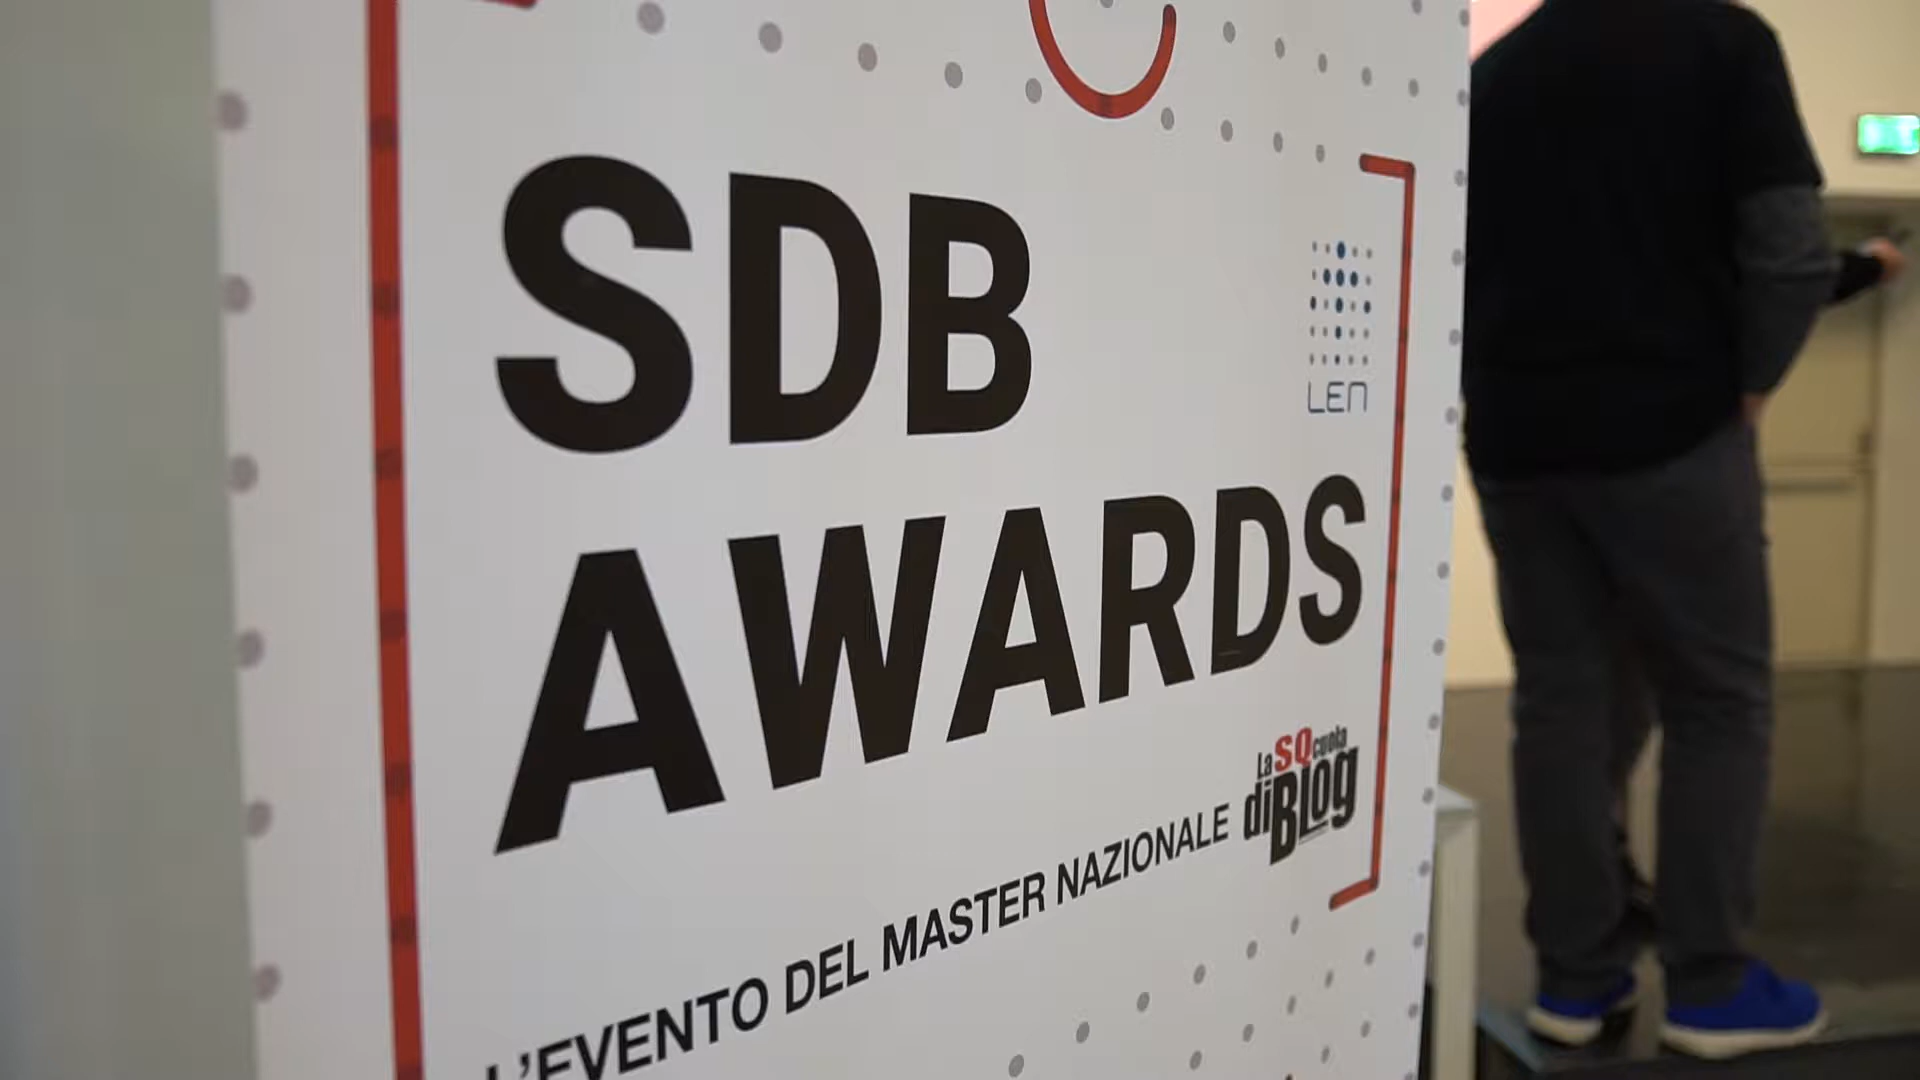 SDB
LEN
AWARDS
La SQcuola
di BLOg
L'EVENTO DEL MASTER NAZIONALE